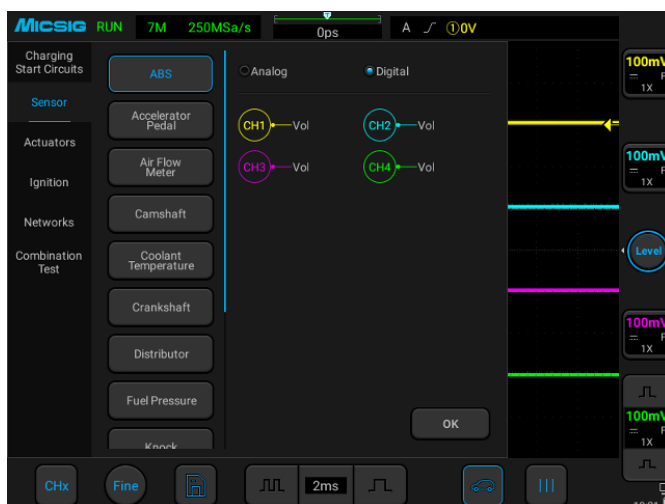 Micsig RUN 7M 250MSa/s 0ps A ①0V
Charging
Start Circuits
Sensor
Actuators
Ignition
Networks
Combination
Test
ABS
Accelerator
Pedal
Air Flow
Meter
Camshaft
Coolant
Temperature
Crankshaft
Distributor
Fuel Pressure
Knock
Analog Digital
CH1 Vol CH2 Vol
CH3 Vol CH4 Vol
OK
100mV
F
1X
100mV
F
1X
Level
100mV
F
1X
100mV
F
1X
CHx Fine 2ms